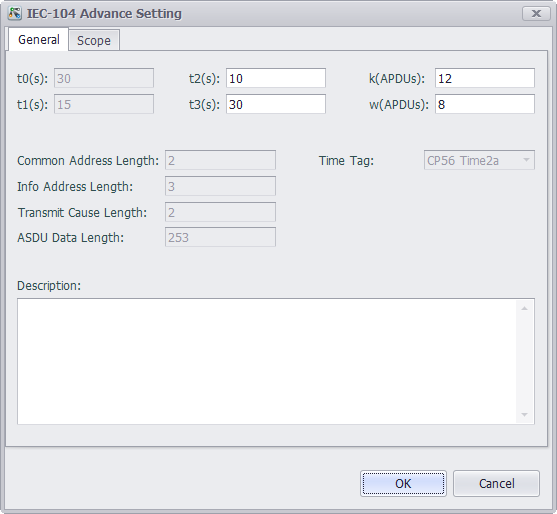 IEC-104 Advance Setting
General Scope
t0(s): 30 t2(s): 10 k(APDUs): 12
t1(s): 15 t3(s): 30 w(APDUs): 8
Common Address Length: 2 Time Tag: CP56 Time2a
Info Address Length: 3
Transmit Cause Length: 2
ASDU Data Length: 253
Description:
OK Cancel